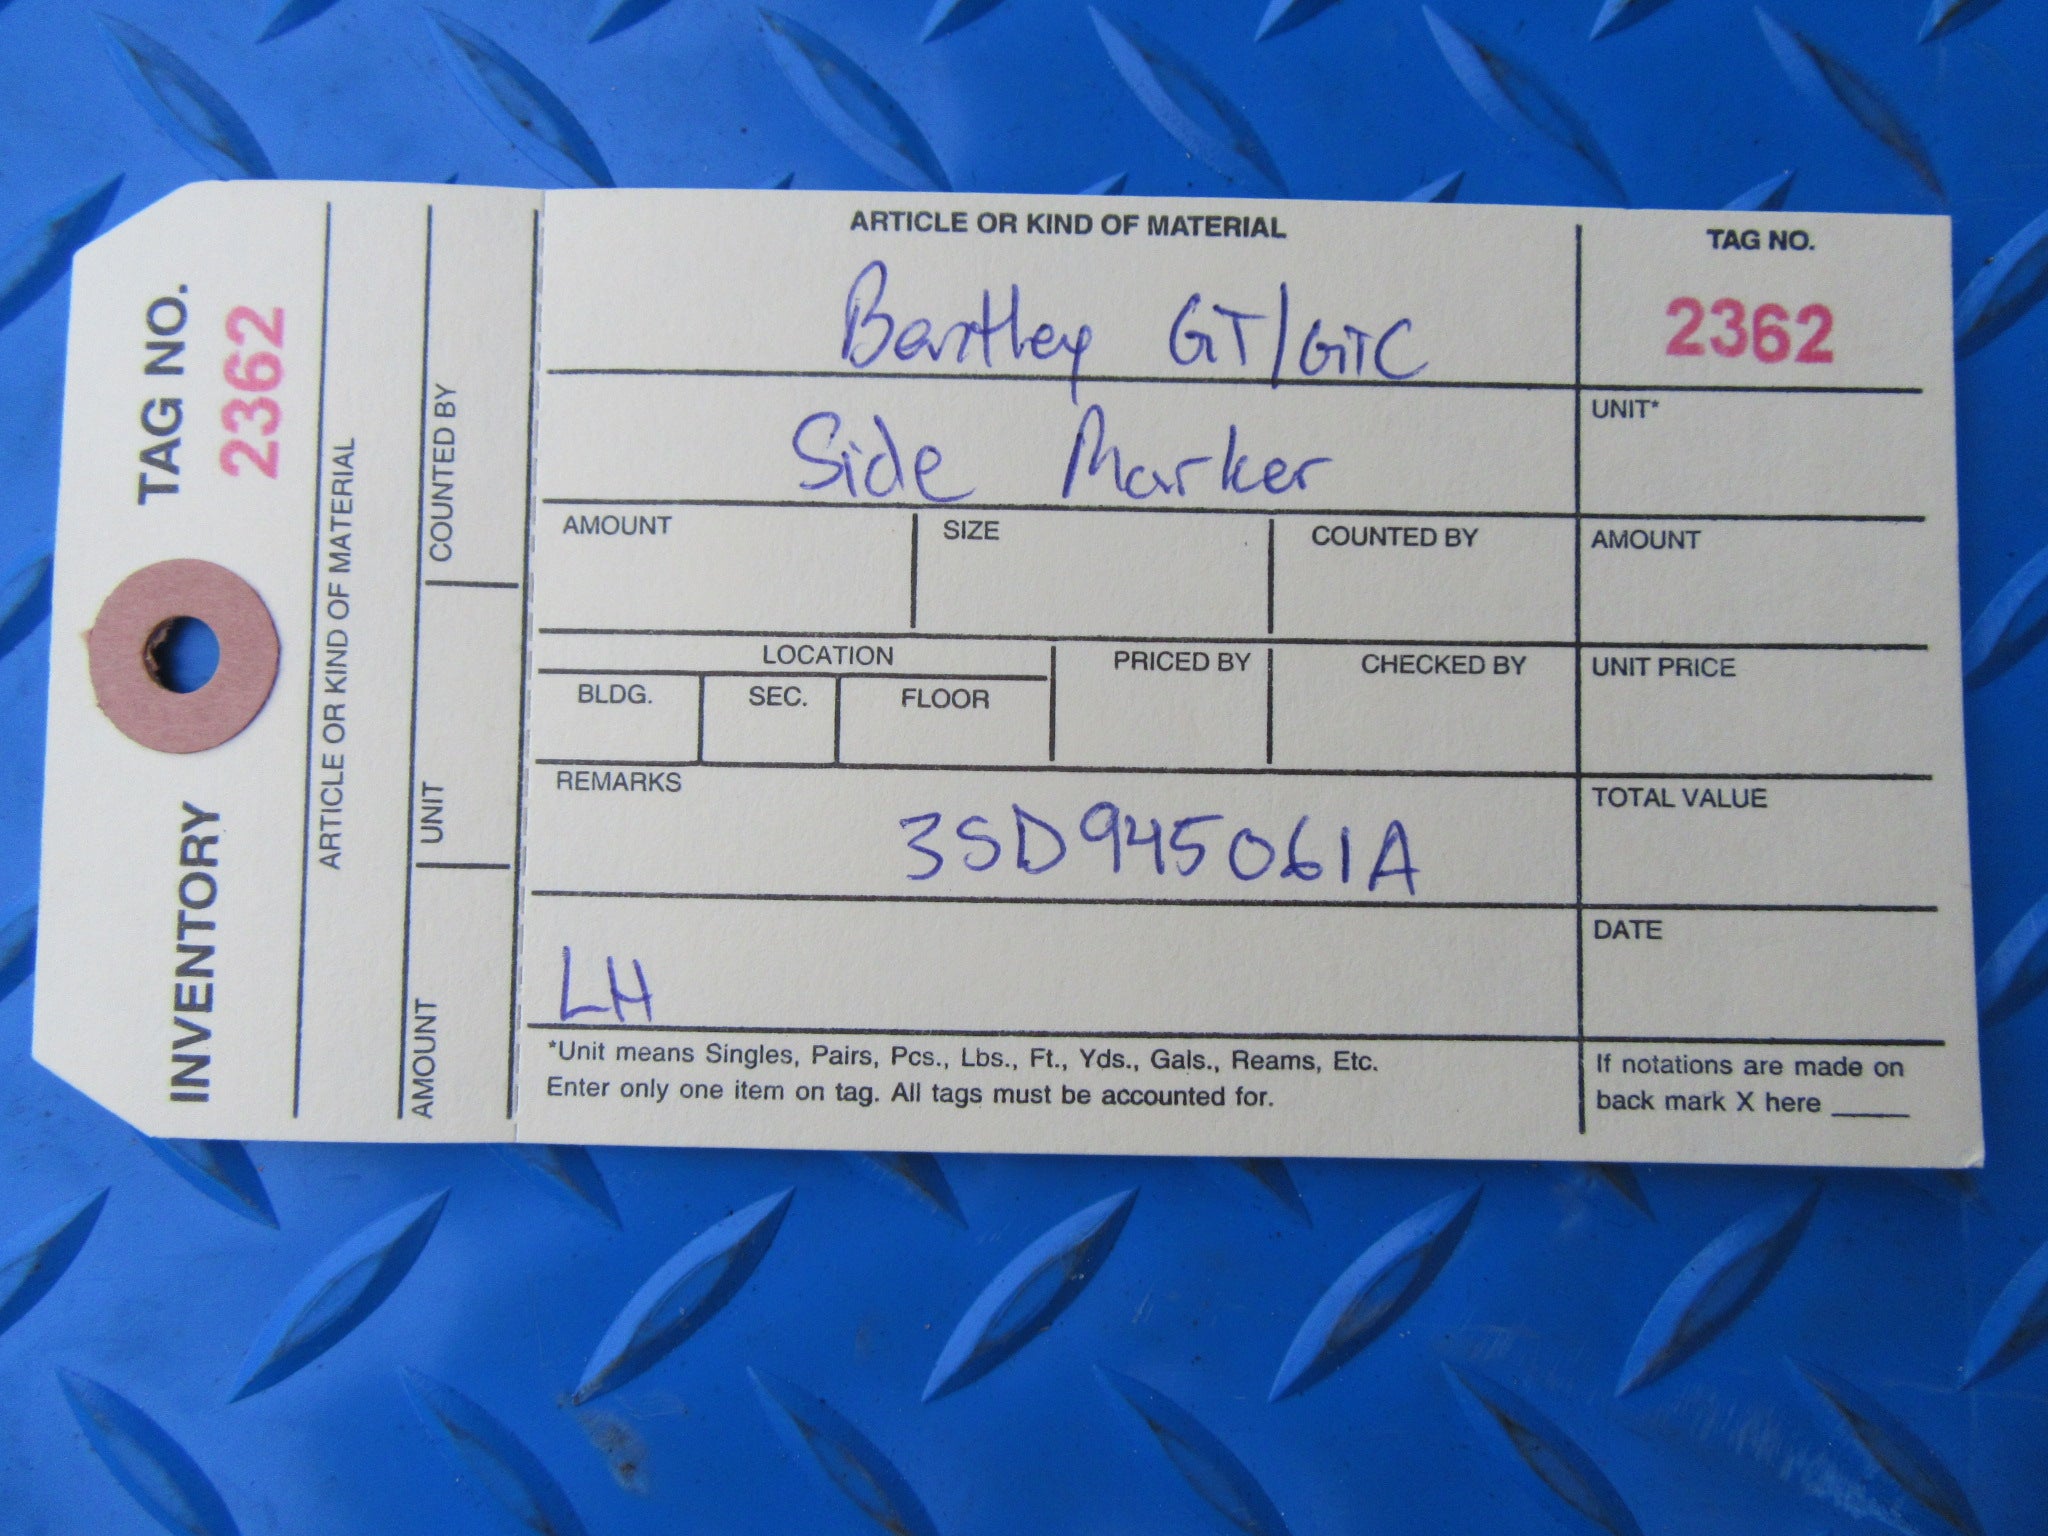 INVENTORY TAG NO.
2362
ARTICLE OR KIND OF MATERIAL
AMOUNT UNIT COUNTED BY
ARTICLE OR KIND OF MATERIAL
Bentley GT/GTC
Side Marker
TAG NO.
2362
UNIT*
AMOUNT SIZE COUNTED BY AMOUNT
LOCATION PRICED BY CHECKED BY UNIT PRICE
BLDG. SEC. FLOOR
REMARKS TOTAL VALUE
3SD945061A
DATE
LH
*Unit means Singles, Pairs, Pcs., Lbs., Ft., Yds., Gals., Reams, Etc.
Enter only one item on tag. All tags must be accounted for.
If notations are made on
back mark X here